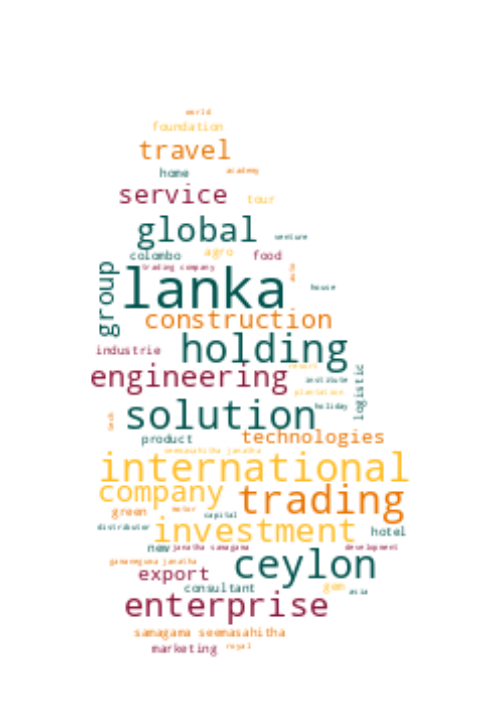 world
foundation
travel
home academy
service tour
global venture
colombo agro food
trading company
group lanka house
construction
industrie holding
engineering institute
plantation
logistic
solution holiday
product technologies
seemasahitha janatha
international
company trading
green motor capital
distributor investment hotel
new janatha samagama development
gammeguma janatha
export ceylon
consultant gem asia
enterprise
samagama seemasahitha
marketing royal